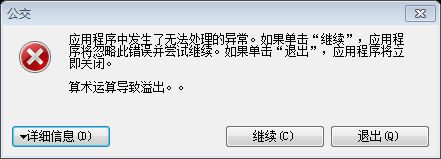 公交
应用程序中发生了无法处理的异常。如果单击“继续”，应用程
序将忽略此错误并尝试继续。如果单击“退出”，应用程序将立
即关闭。
算术运算导致溢出。。
详细信息(D)
继续(C)
退出(Q)